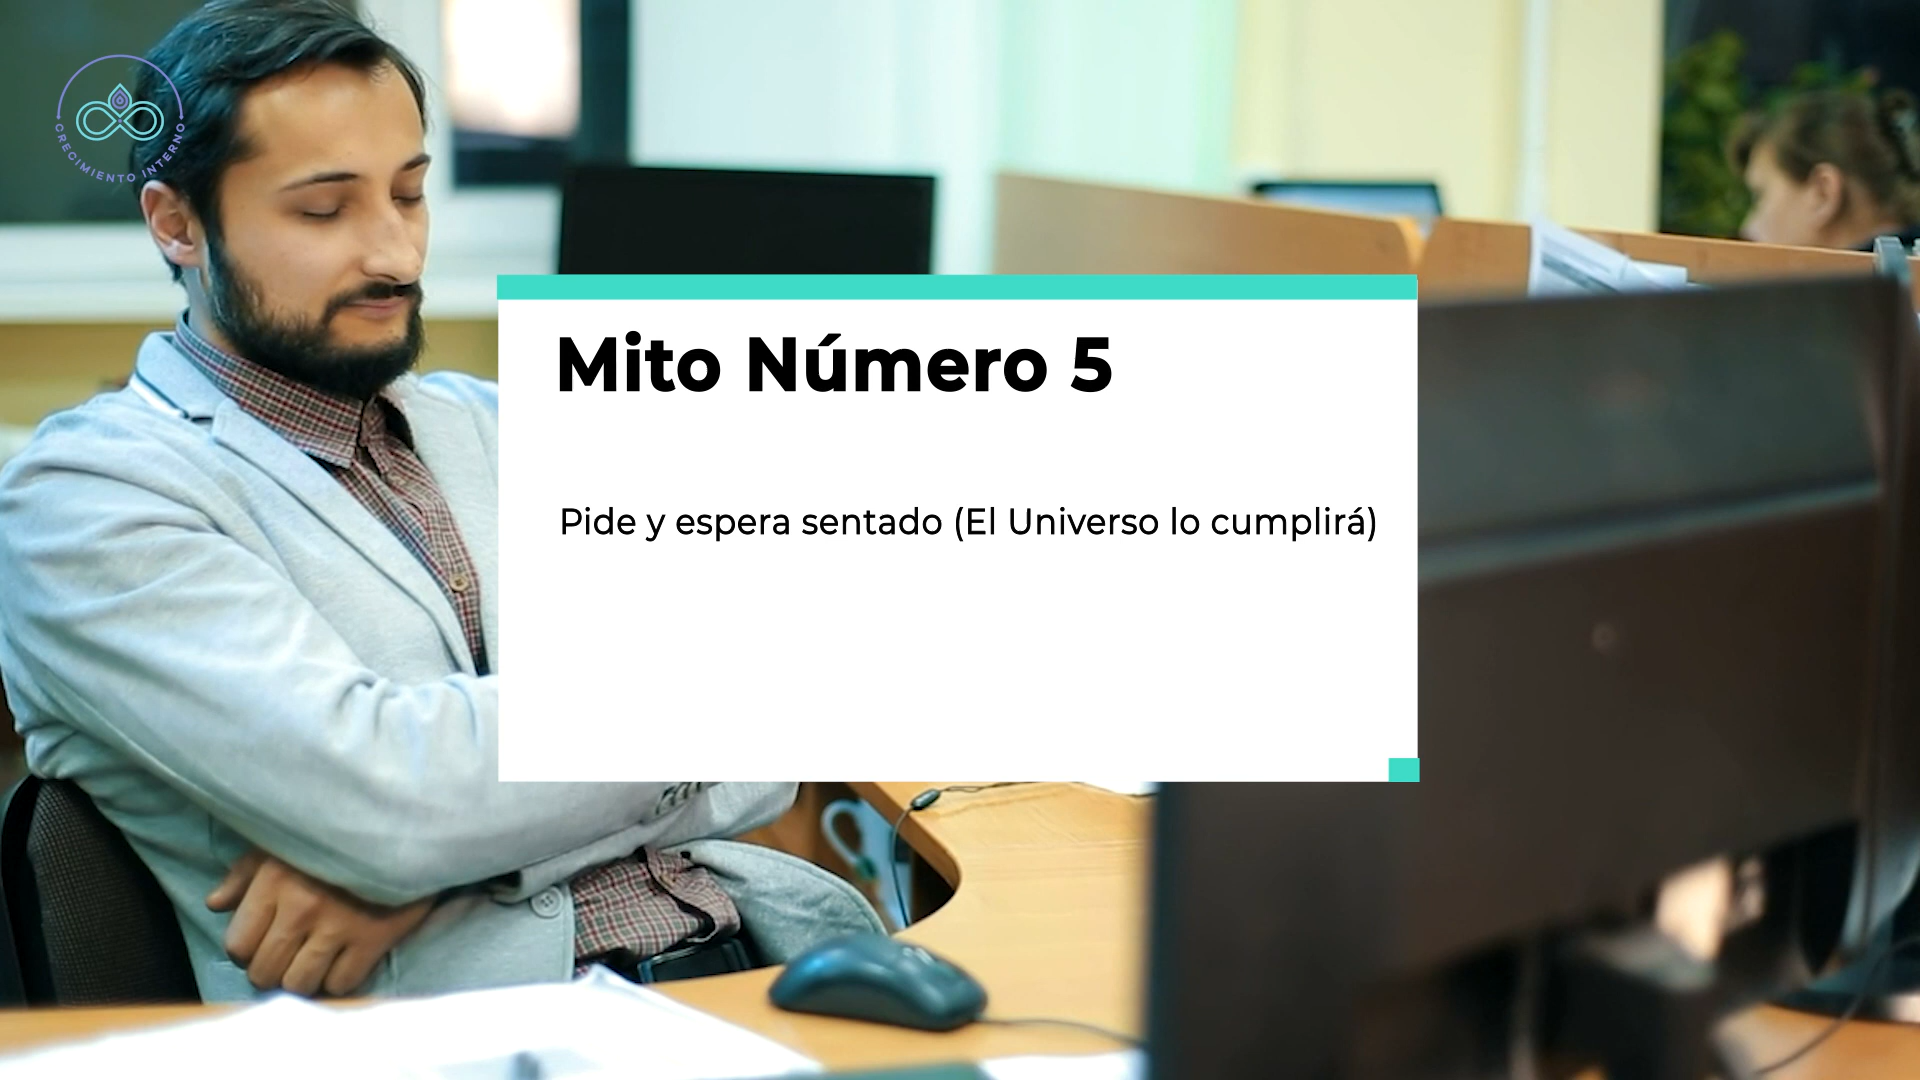 CRECIMIENTO INTERNO
Mito Número 5
Pide y espera sentado (El Universo lo cumplirá)